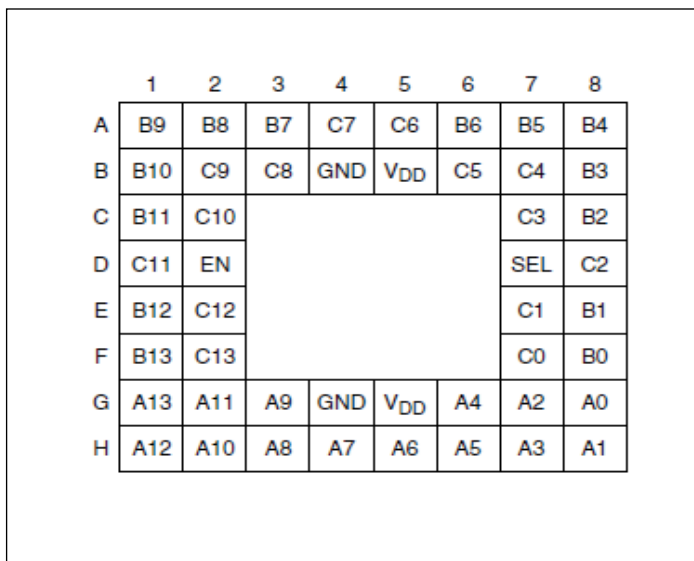 1 2 3 4 5 6 7 8
A B9 B8 B7 C7 C6 B6 B5 B4
B B10 C9 C8 GND VDD C5 C4 B3
C B11 C10 C3 B2
D C11 EN SEL C2
E B12 C12 C1 B1
F B13 C13 C0 B0
G A13 A11 A9 GND VDD A4 A2 A0
H A12 A10 A8 A7 A6 A5 A3 A1